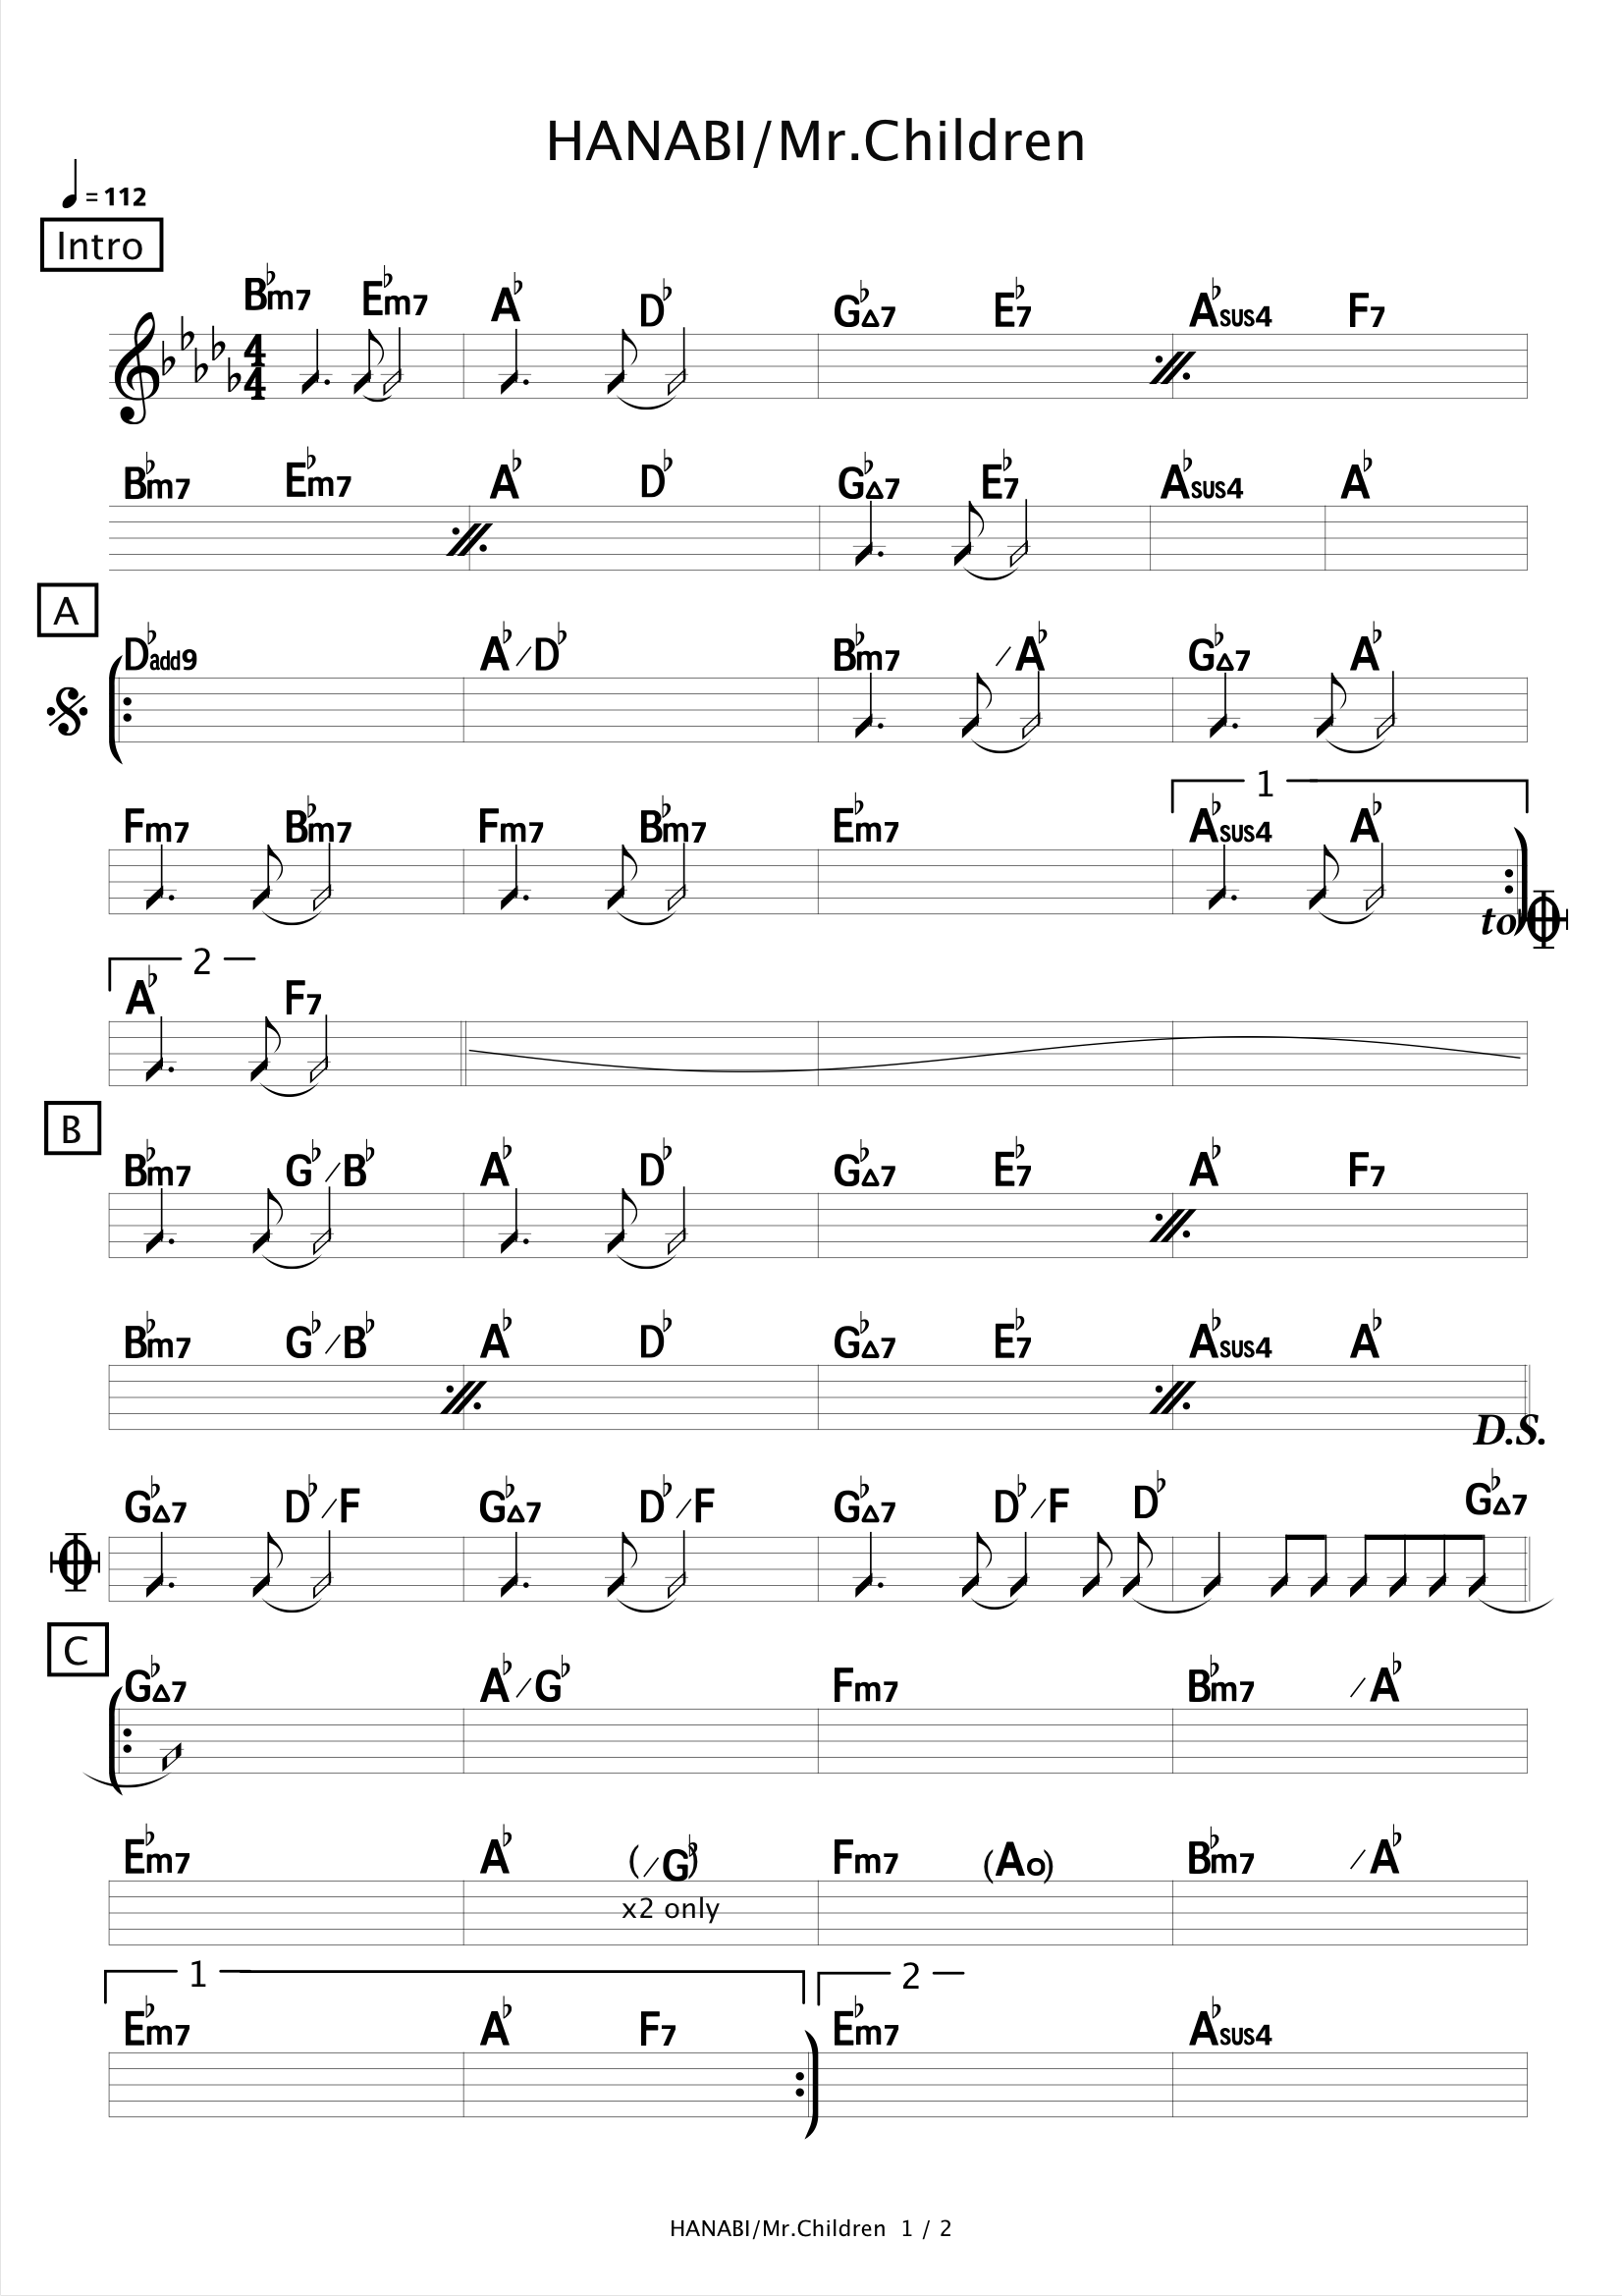 HANABI/Mr.Children
♩ = 112
Intro
B♭m7 E♭m7 A♭ D♭ G♭△7 E♭7 A♭sus4 F7
4
4
B♭m7 E♭m7 A♭ D♭ G♭△7 E♭7 A♭sus4 A♭
A
D♭add9 A♭/D♭ B♭m7 /A♭ G♭△7 A♭
1
Fm7 B♭m7 Fm7 B♭m7 E♭m7 A♭sus4 A♭
to
2
A♭ F7
B
B♭m7 G♭/B♭ A♭ D♭ G♭△7 E♭7 A♭ F7
B♭m7 G♭/B♭ A♭ D♭ G♭△7 E♭7 A♭sus4 A♭
D.S.
G♭△7 D♭/F G♭△7 D♭/F G♭△7 D♭/F D♭ G♭△7
C
G♭△7 A♭/G♭ Fm7 B♭m7 /A♭
E♭m7 A♭ (/G♭) Fm7 (Ao) B♭m7 /A♭
x2 only
1 2
E♭m7 A♭ F7 E♭m7 A♭sus4
HANABI/Mr.Children 1 / 2